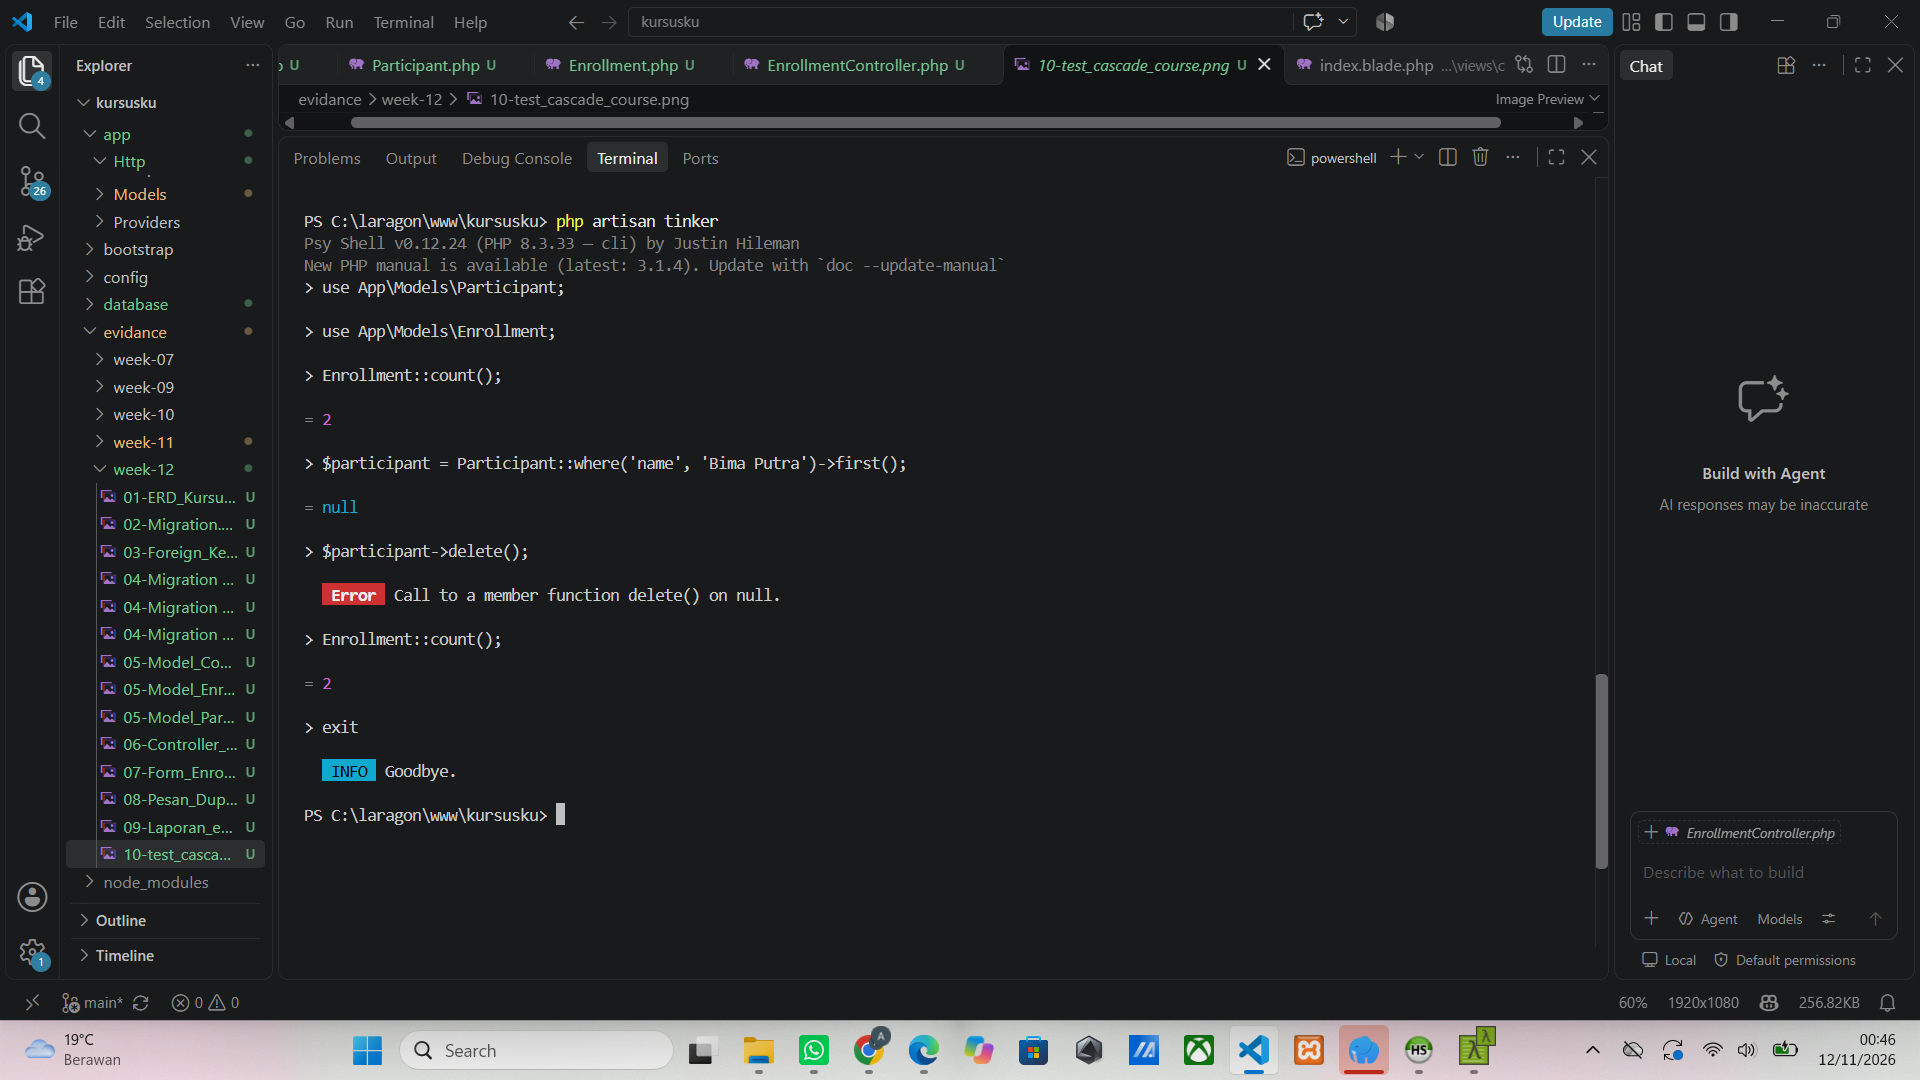 File Edit Selection View Go Run Terminal Help
kursusku
Update
Explorer
kursusku
app
Http
Models
Providers
bootstrap
config
database
evidance
week-07
week-09
week-10
week-11
week-12
01-ERD_Kursu... U
02-Migration.... U
03-Foreign_Ke... U
04-Migration ... U
04-Migration ... U
04-Migration ... U
05-Model_Co... U
05-Model_Enr... U
05-Model_Par... U
06-Controller_... U
07-Form_Enro... U
08-Pesan_Dup... U
09-Laporan_e... U
10-test_casca... U
node_modules
Outline
Timeline
4
26
1
U Participant.php U Enrollment.php U EnrollmentController.php U 10-test_cascade_course.png U index.blade.php ...\views\c
evidance > week-12 > 10-test_cascade_course.png
Image Preview
Problems Output Debug Console Terminal Ports
powershell
PS C:\laragon\www\kursusku> php artisan tinker
Psy Shell v0.12.24 (PHP 8.3.33 — cli) by Justin Hileman
New PHP manual is available (latest: 3.1.4). Update with `doc --update-manual`
> use App\Models\Participant;
> use App\Models\Enrollment;
> Enrollment::count();
= 2
> $participant = Participant::where('name', 'Bima Putra')->first();
= null
> $participant->delete();
Error Call to a member function delete() on null.
> Enrollment::count();
= 2
> exit
INFO Goodbye.
PS C:\laragon\www\kursusku>
Chat
Build with Agent
AI responses may be inaccurate
EnrollmentController.php
Describe what to build
Agent Models
Local Default permissions
main* 0 0
60% 1920x1080 256.82KB
19°C
Berawan
Search
A
HS
00:46
12/11/2026